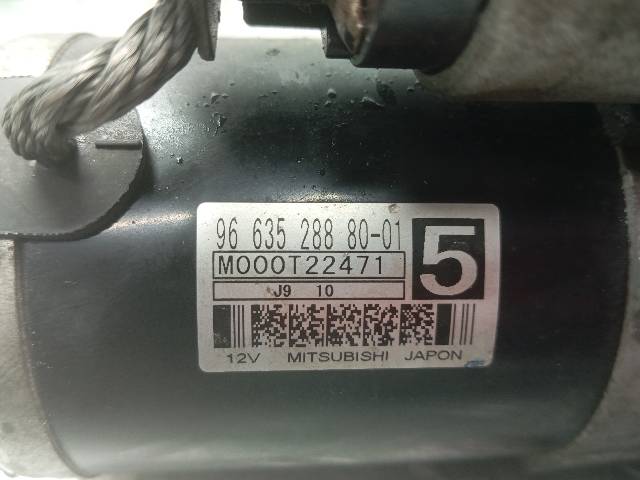 96 635 288 80-01
M000T22471
5
J9 10
12V MITSUBISHI JAPON